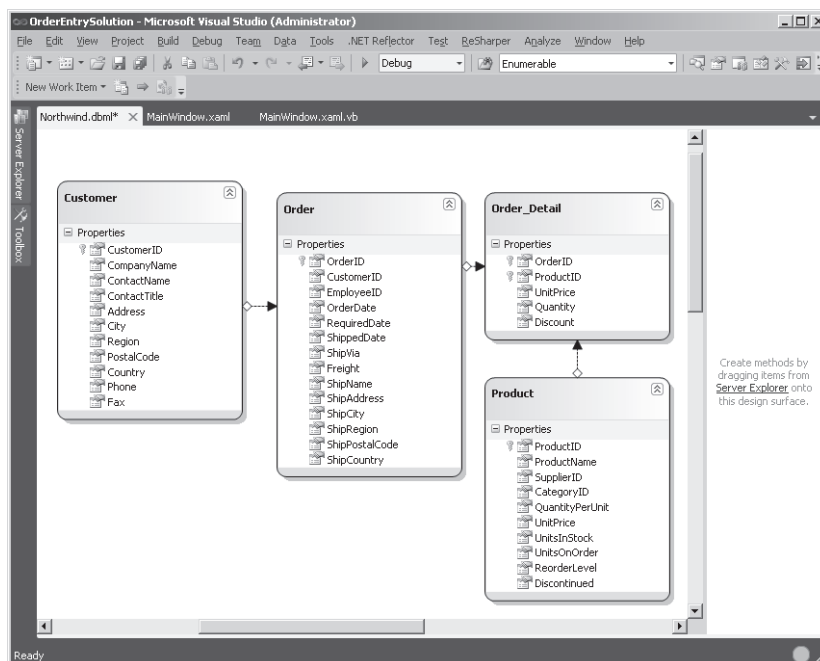 OrderEntrySolution - Microsoft Visual Studio (Administrator)
File Edit View Project Build Debug Team Data Tools .NET Reflector Test ReSharper Analyze Window Help
Debug Enumerable
New Work Item
Server Explorer
Toolbox
Northwind.dbml* MainWindow.xaml MainWindow.xaml.vb
Customer
Properties
CustomerID
CompanyName
ContactName
ContactTitle
Address
City
Region
PostalCode
Country
Phone
Fax
Order
Properties
OrderID
CustomerID
EmployeeID
OrderDate
RequiredDate
ShippedDate
ShipVia
Freight
ShipName
ShipAddress
ShipCity
ShipRegion
ShipPostalCode
ShipCountry
Order_Detail
Properties
OrderID
ProductID
UnitPrice
Quantity
Discount
Product
Properties
ProductID
ProductName
SupplierID
CategoryID
QuantityPerUnit
UnitPrice
UnitsInStock
UnitsOnOrder
ReorderLevel
Discontinued
Create methods by
dragging items from
Server Explorer onto
this design surface.
Ready